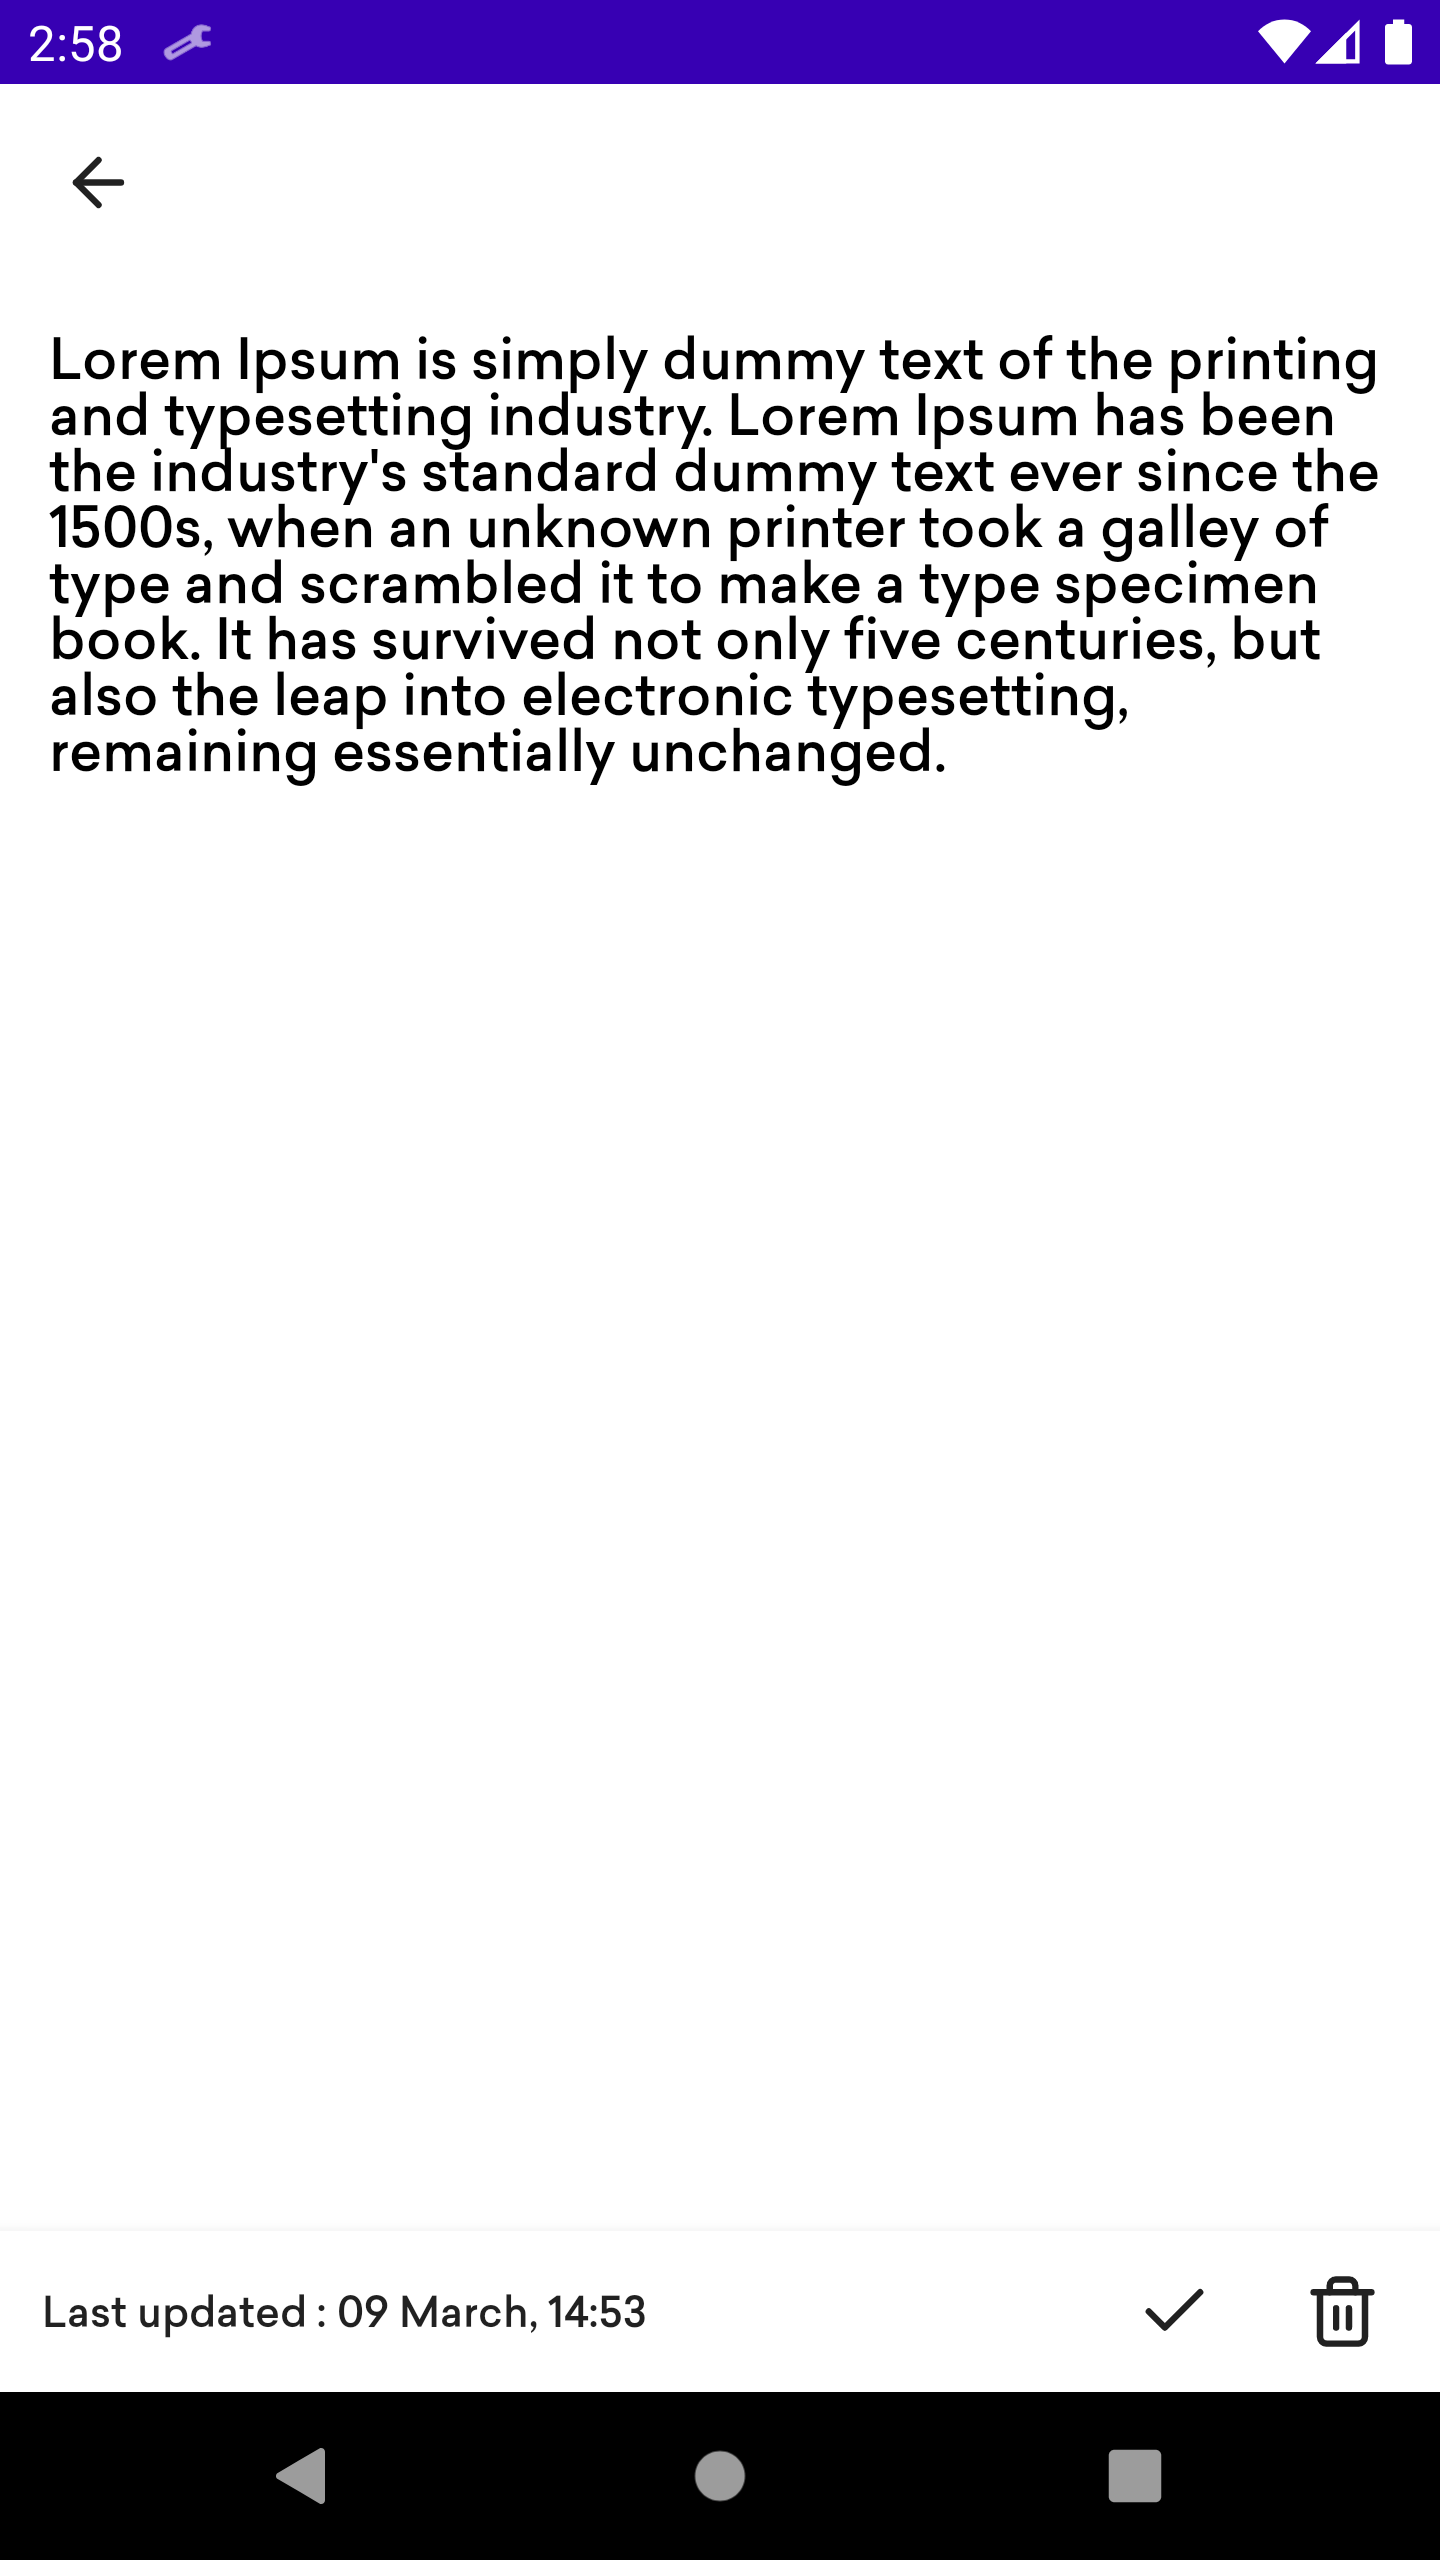 2:58
Lorem Ipsum is simply dummy text of the printing
and typesetting industry. Lorem Ipsum has been
the industry's standard dummy text ever since the
1500s, when an unknown printer took a galley of
type and scrambled it to make a type specimen
book. It has survived not only five centuries, but
also the leap into electronic typesetting,
remaining essentially unchanged.
Last updated : 09 March, 14:53